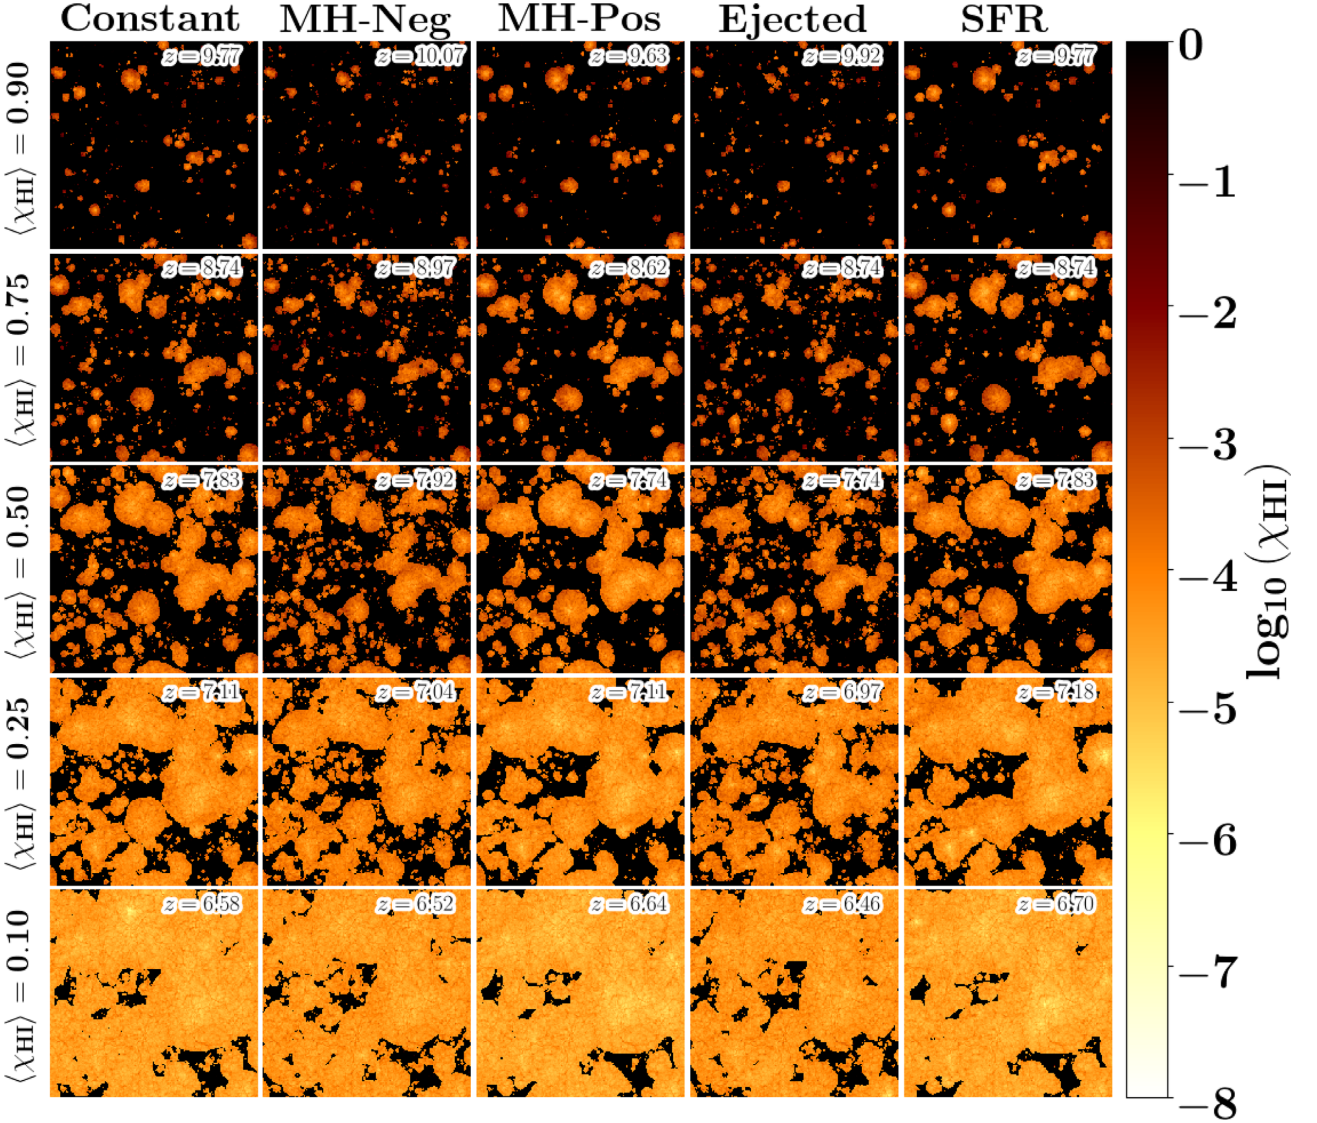 Constant MH-Neg MH-Pos Ejected SFR
⟨χHI⟩ = 0.90
z = 9.77 z = 10.07 z = 9.63 z = 9.92 z = 9.77
⟨χHI⟩ = 0.75
z = 8.74 z = 8.97 z = 8.62 z = 8.74 z = 8.74
⟨χHI⟩ = 0.50
z = 7.83 z = 7.92 z = 7.74 z = 7.74 z = 7.83
⟨χHI⟩ = 0.25
z = 7.11 z = 7.04 z = 7.11 z = 6.97 z = 7.18
⟨χHI⟩ = 0.10
z = 6.58 z = 6.52 z = 6.64 z = 6.46 z = 6.70
0
−1
−2
−3
−4
−5
−6
−7
−8
log10 (χHI)